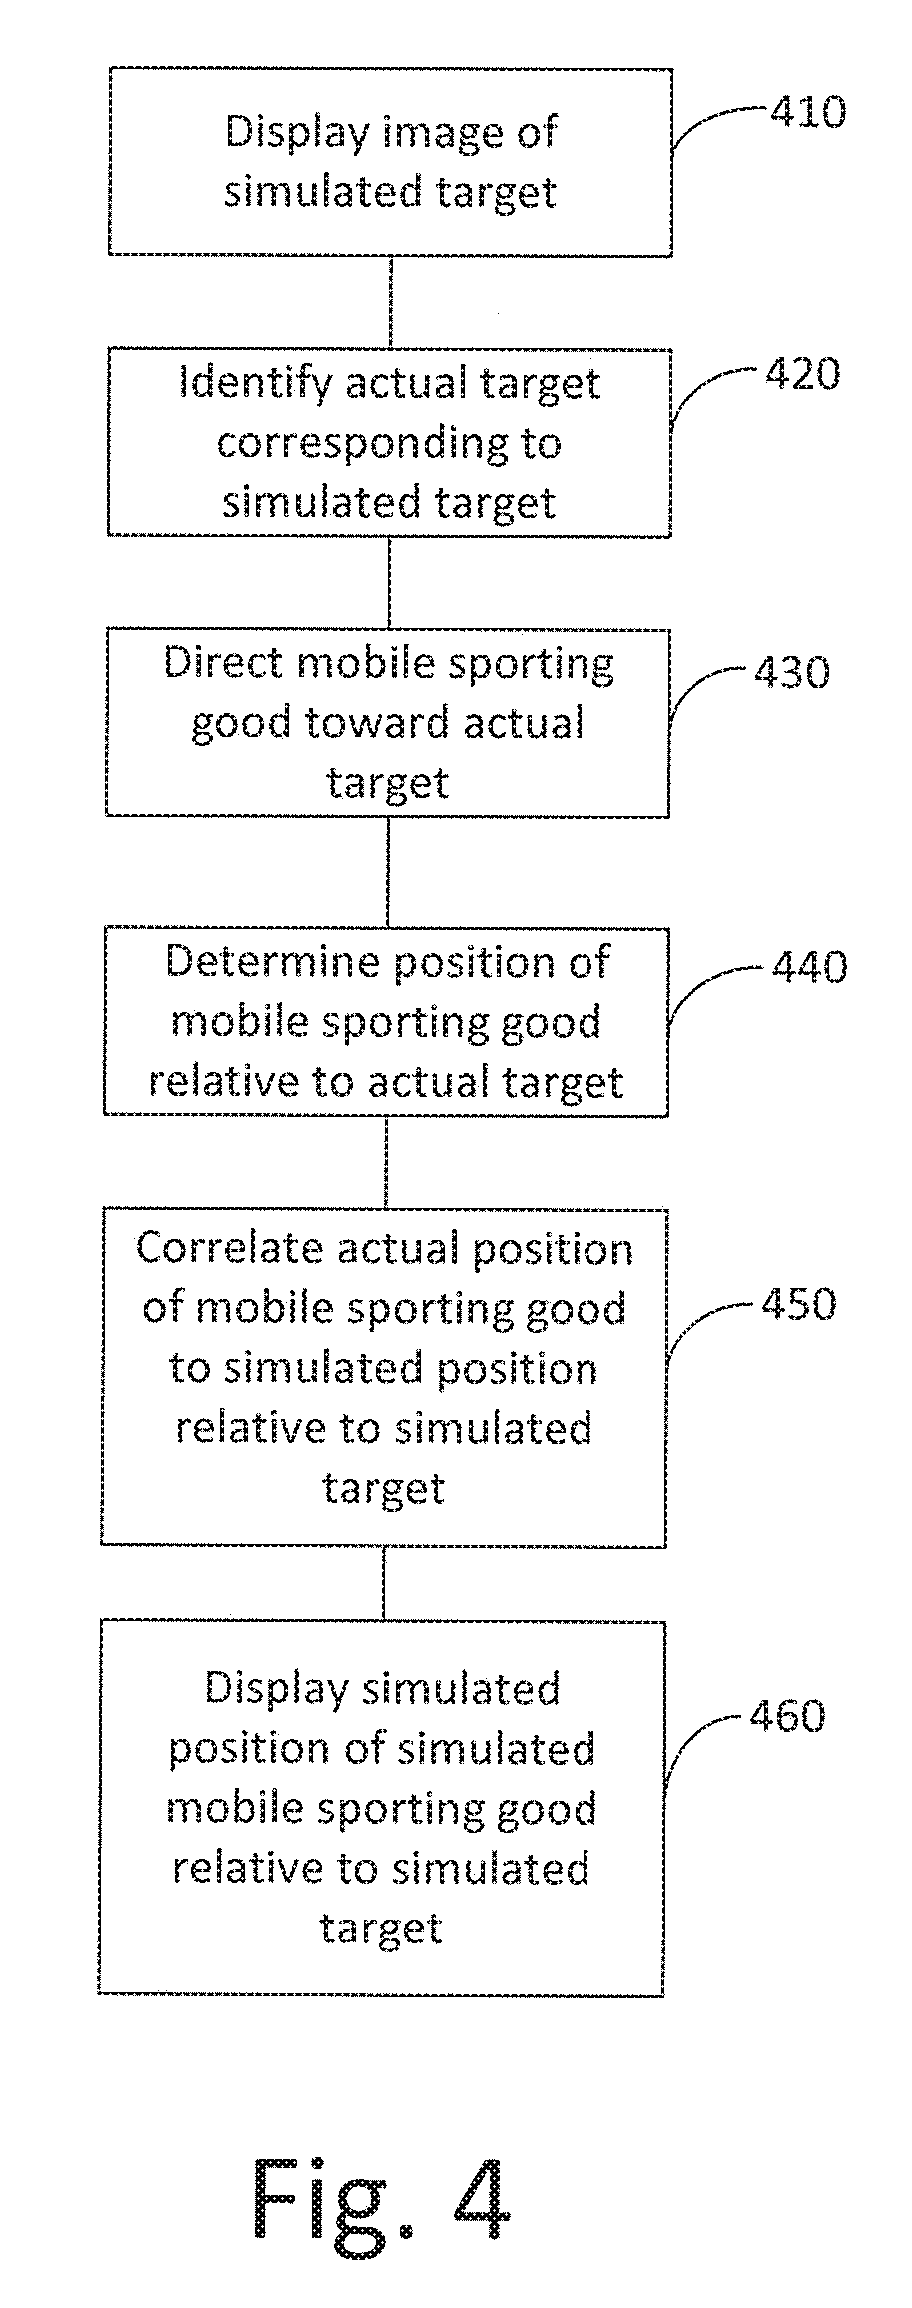 Display image of
simulated target
410
Identify actual target
corresponding to
simulated target
420
Direct mobile sporting
good toward actual
target
430
Determine position of
mobile sporting good
relative to actual target
440
Correlate actual position
of mobile sporting good
to simulated position
relative to simulated
target
450
Display simulated
position of simulated
mobile sporting good
relative to simulated
target
460
Fig. 4